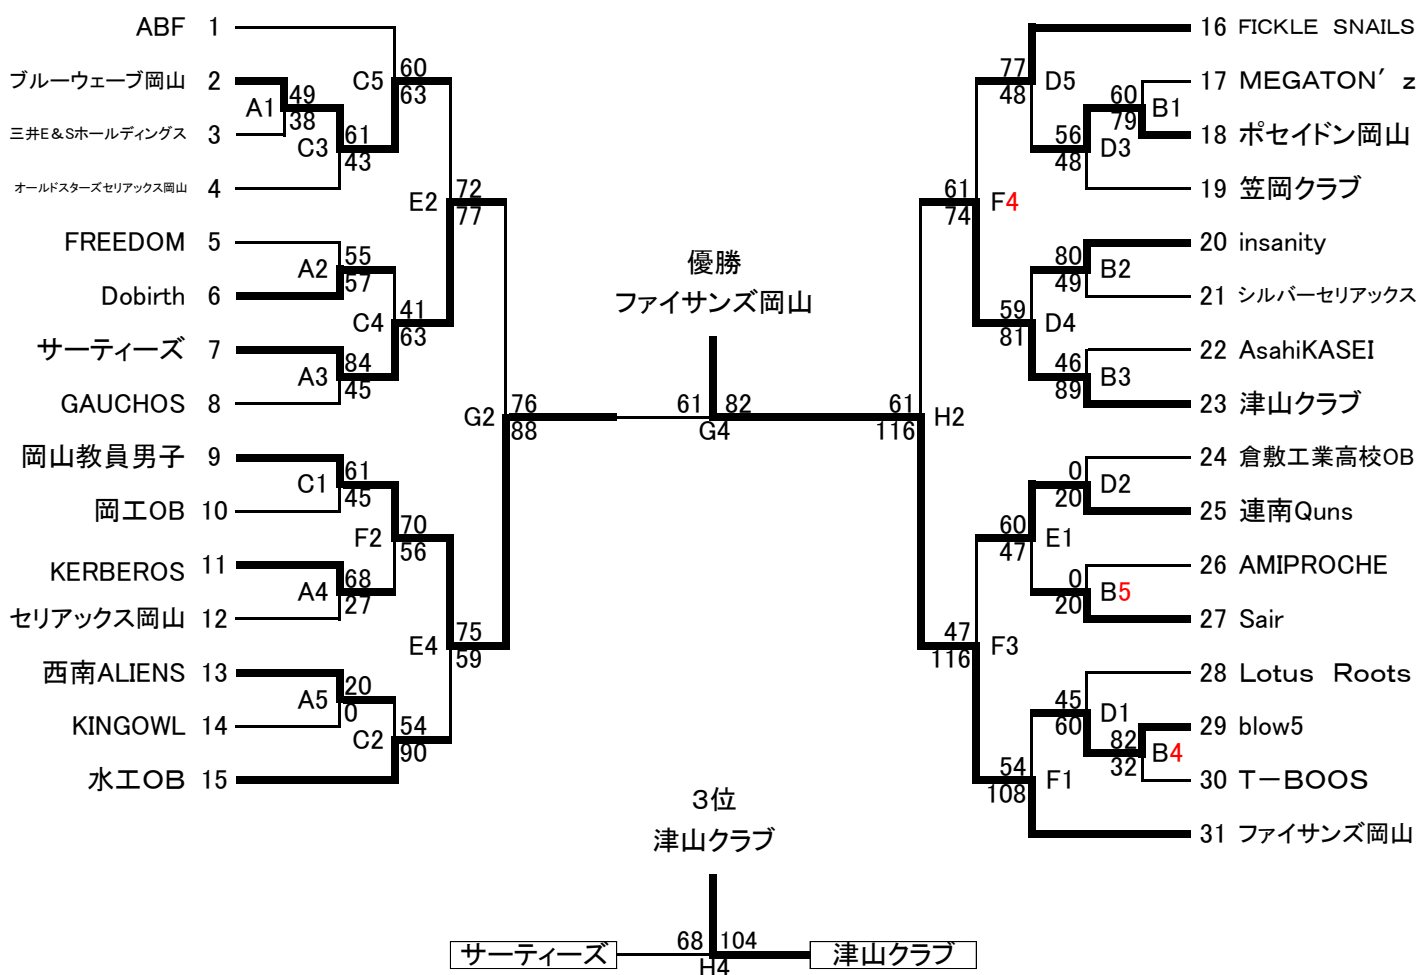 ABF 1
ブルーウェーブ岡山 2
三井E&Sホールディングス 3
オールドスターズセリアックス岡山 4
FREEDOM 5
Dobirth 6
サーティーズ 7
GAUCHOS 8
岡山教員男子 9
岡工OB 10
KERBEROS 11
セリアックス岡山 12
西南ALIENS 13
KINGOWL 14
水工OB 15
A1
49
38
C3
61
43
C5
60
63
A2
55
57
A3
84
45
C4
41
63
E2
72
77
C1
61
45
A4
68
27
F2
70
56
A5
20
0
C2
54
90
E4
75
59
G2
76
88
優勝
ファイサンズ岡山
61 82
G4
61
116
H2
61
74
F4
77
48
D5
56
48
D3
60
79
B1
80
49
B2
59
81
D4
46
89
B3
0
20
D2
60
47
E1
0
20
B5
47
116
F3
45
60
D1
82
32
B4
54
108
F1
16 FICKLE SNAILS
17 MEGATON' z
18 ポセイドン岡山
19 笠岡クラブ
20 insanity
21 シルバーセリアックス
22 AsahiKASEI
23 津山クラブ
24 倉敷工業高校OB
25 連南Quns
26 AMIPROCHE
27 Sair
28 Lotus Roots
29 blow5
30 T-BOOS
31 ファイサンズ岡山
3位
津山クラブ
サーティーズ 68 104 津山クラブ
H4